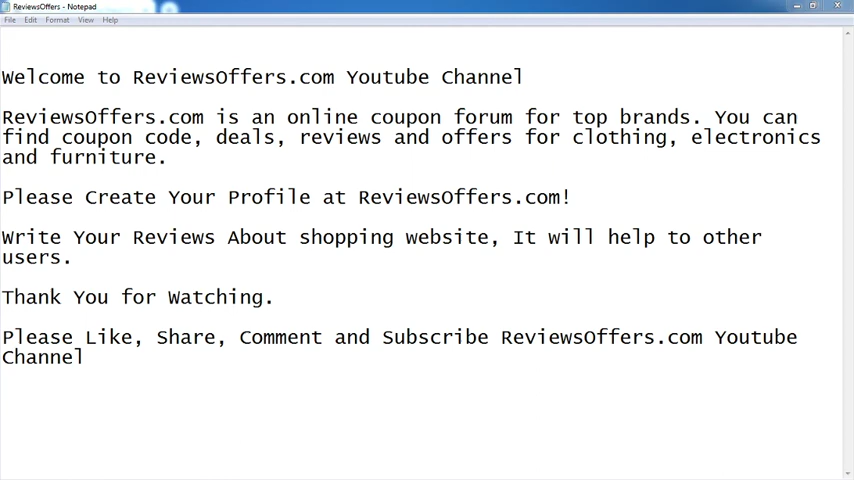 ReviewsOffers - Notepad
File Edit Format View Help
Welcome to ReviewsOffers.com Youtube Channel
ReviewsOffers.com is an online coupon forum for top brands. You can
find coupon code, deals, reviews and offers for clothing, electronics
and furniture.
Please Create Your Profile at ReviewsOffers.com!
Write Your Reviews About shopping website, It will help to other
users.
Thank You for Watching.
Please Like, Share, Comment and Subscribe ReviewsOffers.com Youtube
Channel